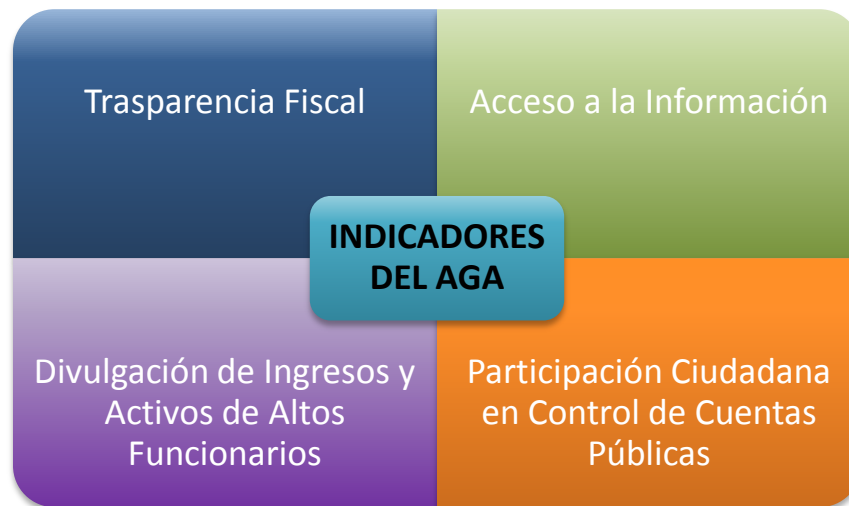 Trasparencia Fiscal
Acceso a la Información
INDICADORES
DEL AGA
Divulgación de Ingresos y
Activos de Altos
Funcionarios
Participación Ciudadana
en Control de Cuentas
Públicas